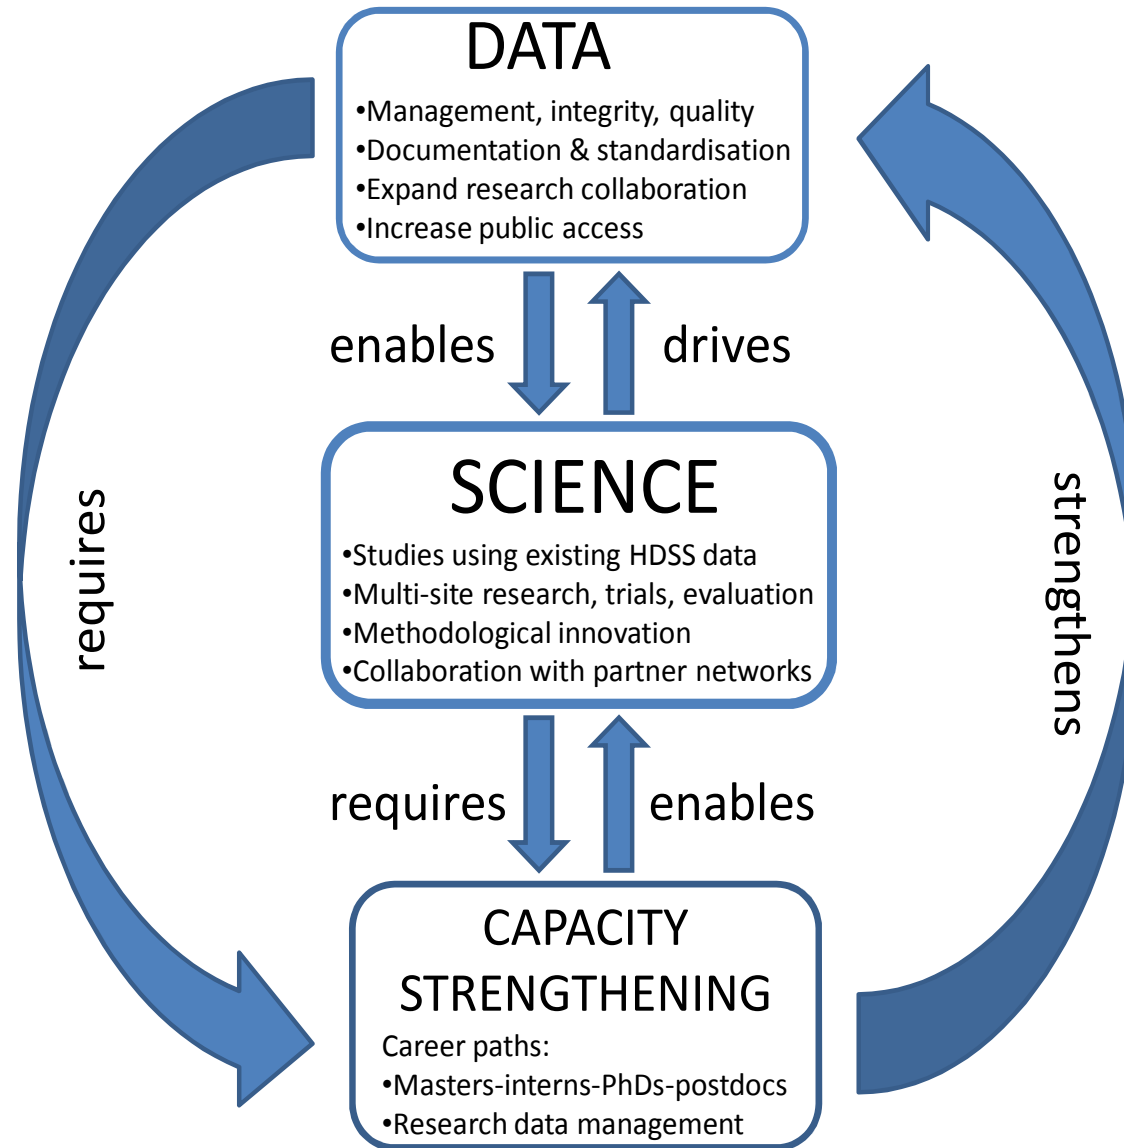 DATA
•Management, integrity, quality
•Documentation & standardisation
•Expand research collaboration
•Increase public access
enables
drives
SCIENCE
•Studies using existing HDSS data
•Multi-site research, trials, evaluation
•Methodological innovation
•Collaboration with partner networks
requires
strengthens
requires
enables
CAPACITY
STRENGTHENING
Career paths:
•Masters-interns-PhDs-postdocs
•Research data management